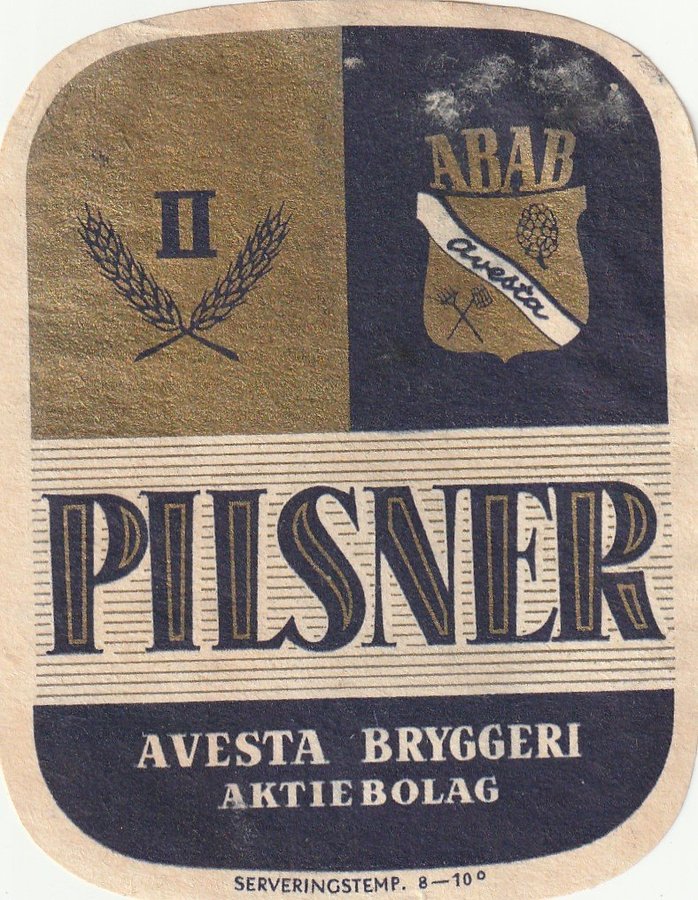 II
ABAB
avesta
PILSNER
AVESTA BRYGGERI
AKTIEBOLAG
SERVERINGSTEMP. 8—10°